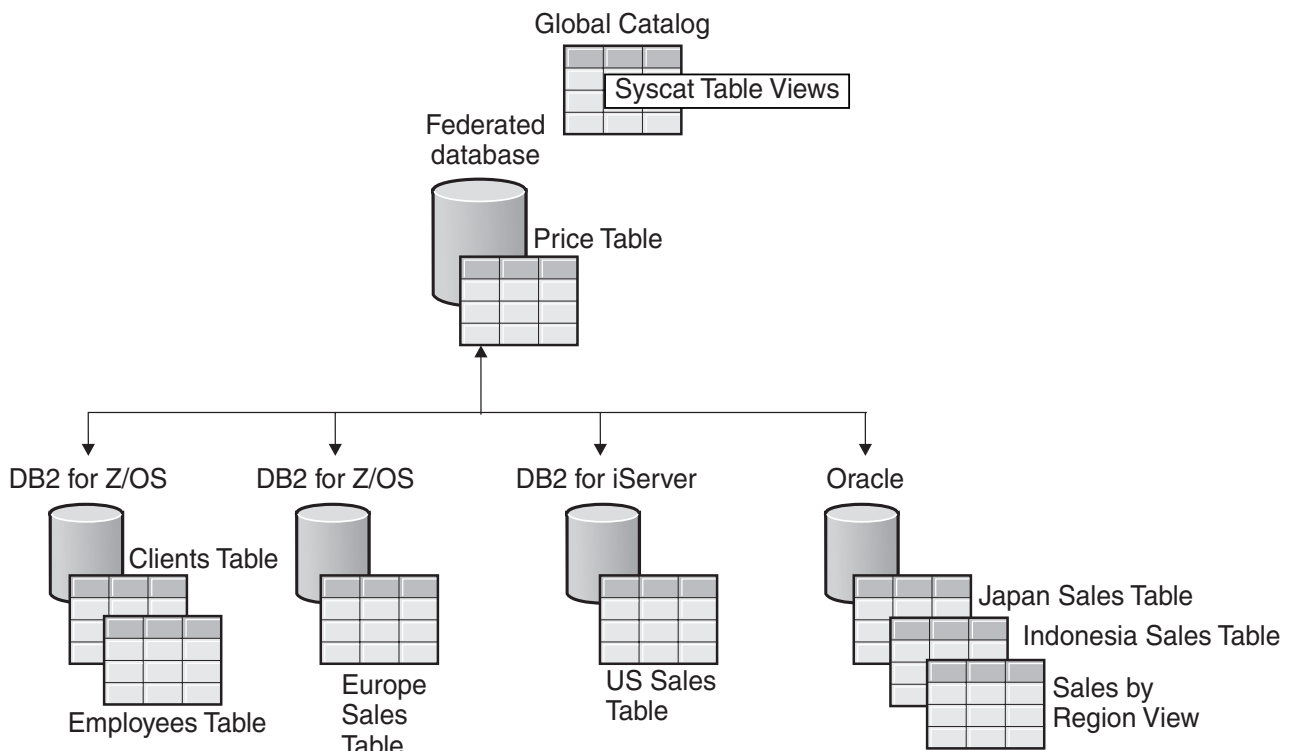 Global Catalog
Syscat Table Views
Federated
database
Price Table
DB2 for Z/OS
DB2 for Z/OS
DB2 for iServer
Oracle
Clients Table
Employees Table
Europe
Sales
Table
US Sales
Table
Japan Sales Table
Indonesia Sales Table
Sales by
Region View